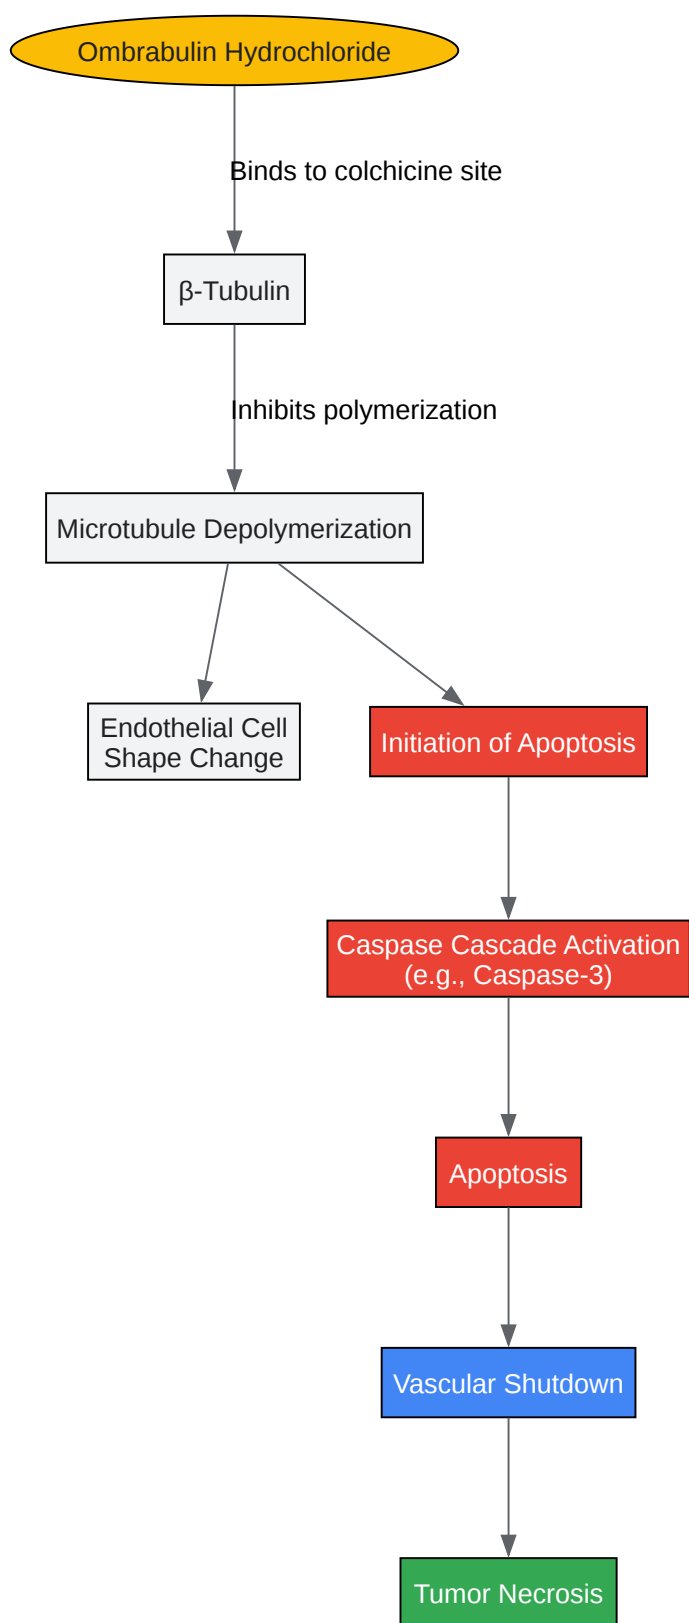 Ombrabulin Hydrochloride
Binds to colchicine site
β-Tubulin
Inhibits polymerization
Microtubule Depolymerization
Endothelial Cell
Shape Change
Initiation of Apoptosis
Caspase Cascade Activation
(e.g., Caspase-3)
Apoptosis
Vascular Shutdown
Tumor Necrosis